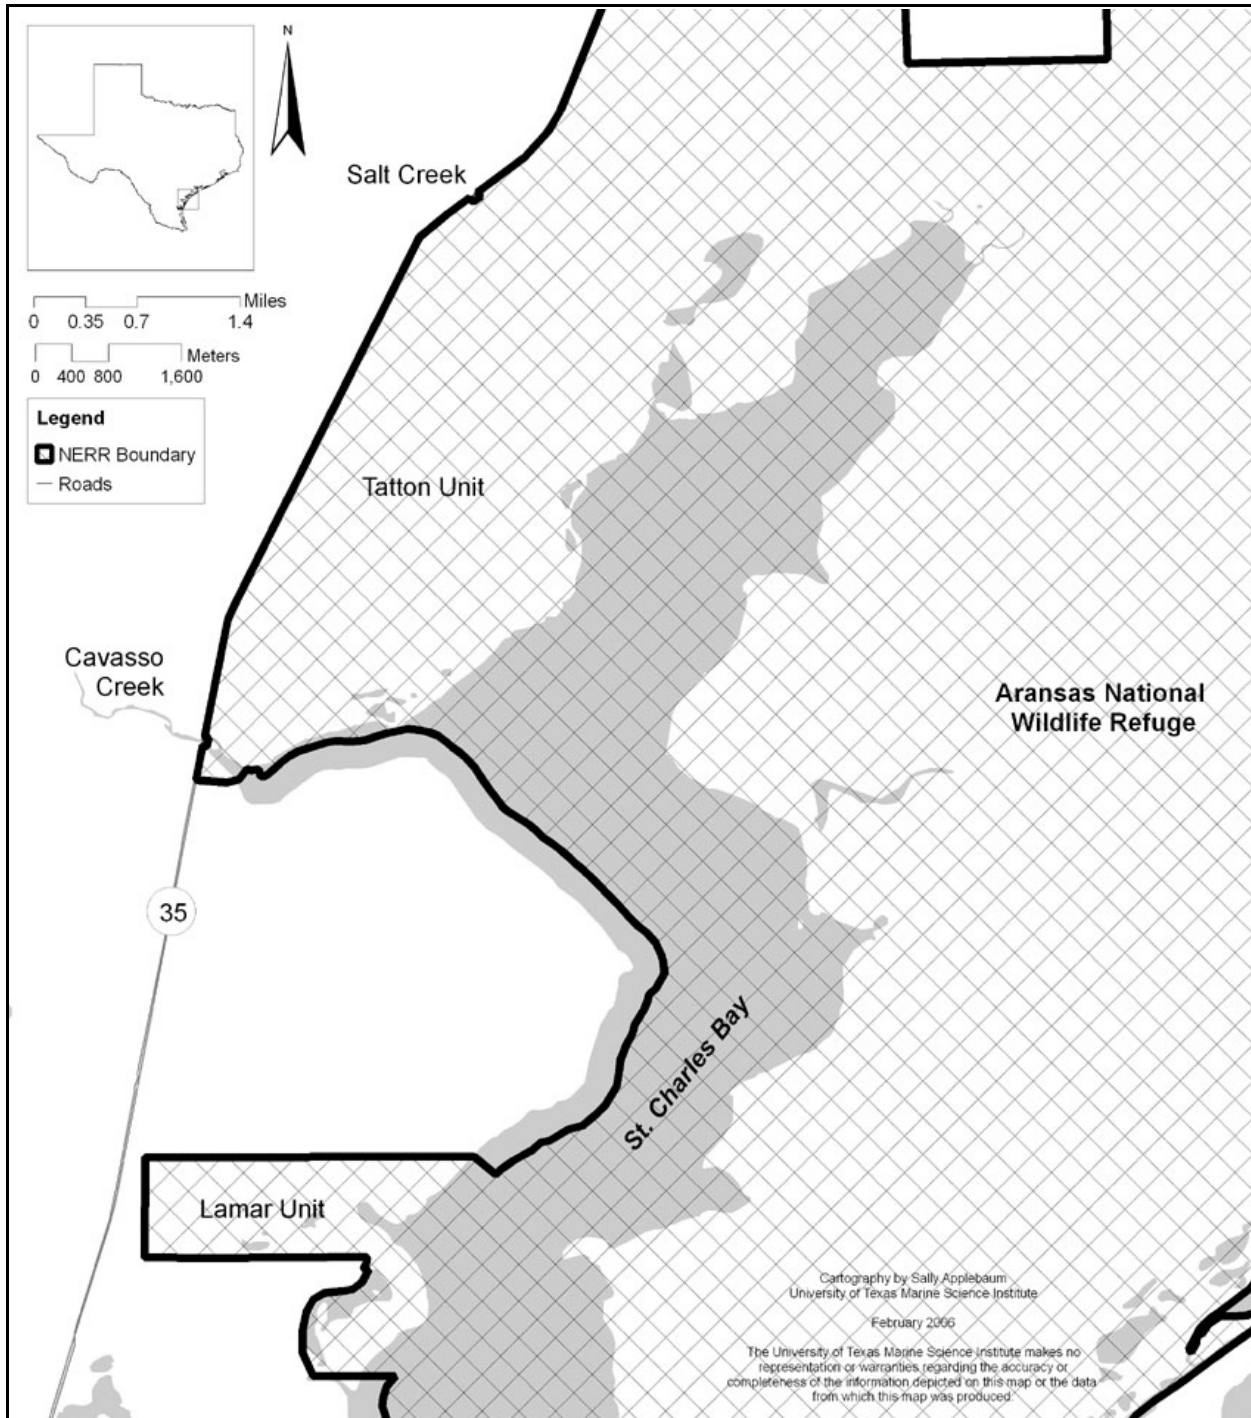 N
Salt Creek
Miles
0 0.35 0.7 1.4
Meters
0 400 800 1,600
Legend
NERR Boundary
Roads
Tatton Unit
Cavasso
Creek
Aransas National
Wildlife Refuge
35
St. Charles Bay
Lamar Unit
Cartography by Sally Applebaum
University of Texas Marine Science Institute
February 2006
The University of Texas Marine Science Institute makes no
representation or warranties regarding the accuracy or
completeness of the information depicted on this map or the data
from which this map was produced.